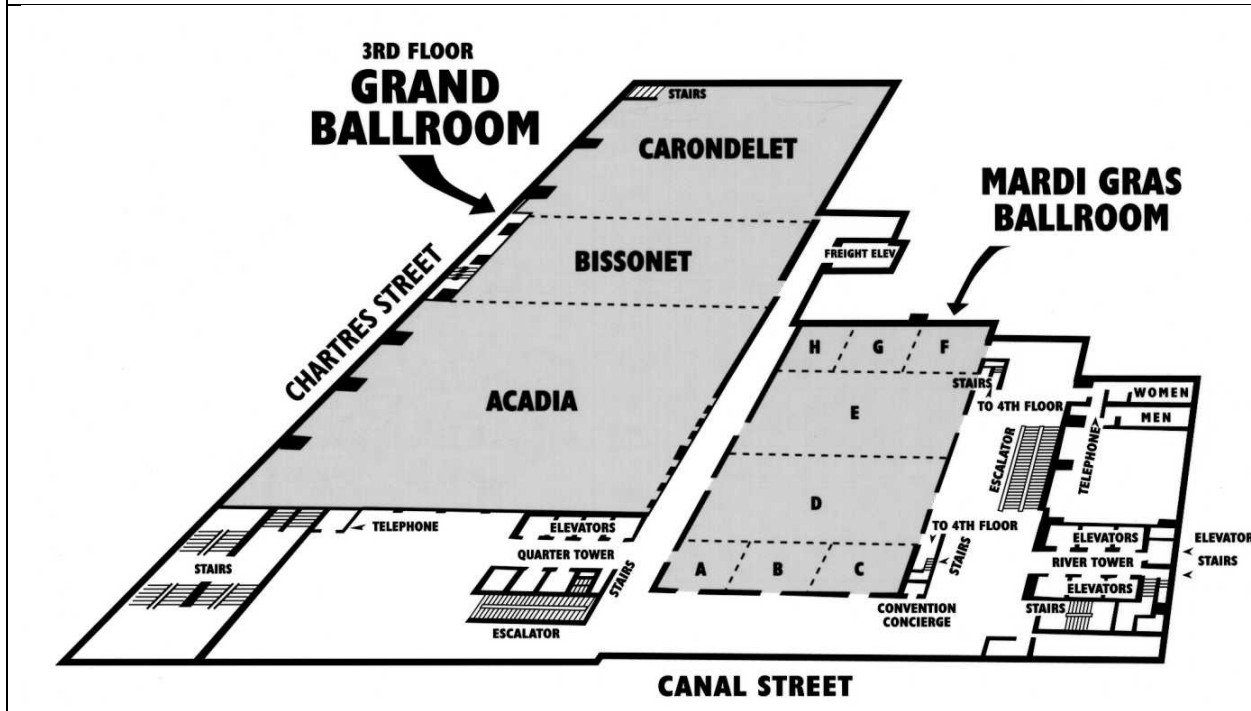 3RD FLOOR
GRAND
BALLROOM
STAIRS
CARONDELET
MARDI GRAS
BALLROOM
FREIGHT ELEV
BISSONET
CHARTRES STREET
ACADIA
H
G
F
STAIRS
TO 4TH FLOOR
WOMEN
MEN
E
ESCALATOR
TELEPHONE
D
TELEPHONE
ELEVATORS
QUARTER TOWER
STAIRS
STAIRS
ESCALATOR
TO 4TH FLOOR
STAIRS
A
B
C
CONVENTION
CONCIERGE
ELEVATORS
RIVER TOWER
ELEVATORS
STAIRS
ELEVATOR
STAIRS
CANAL STREET